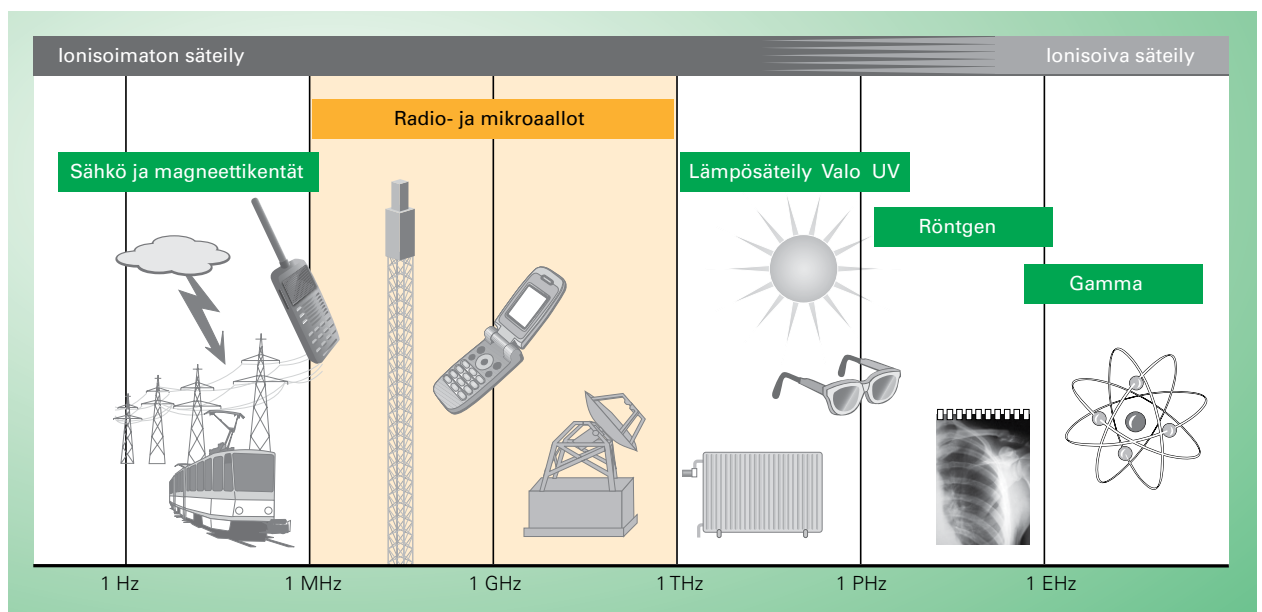 Ionisoimaton säteily
Ionisoiva säteily
Radio- ja mikroaallot
Sähkö ja magneettikentät
Lämpösäteily Valo UV
Röntgen
Gamma
1 Hz
1 MHz
1 GHz
1 THz
1 PHz
1 EHz